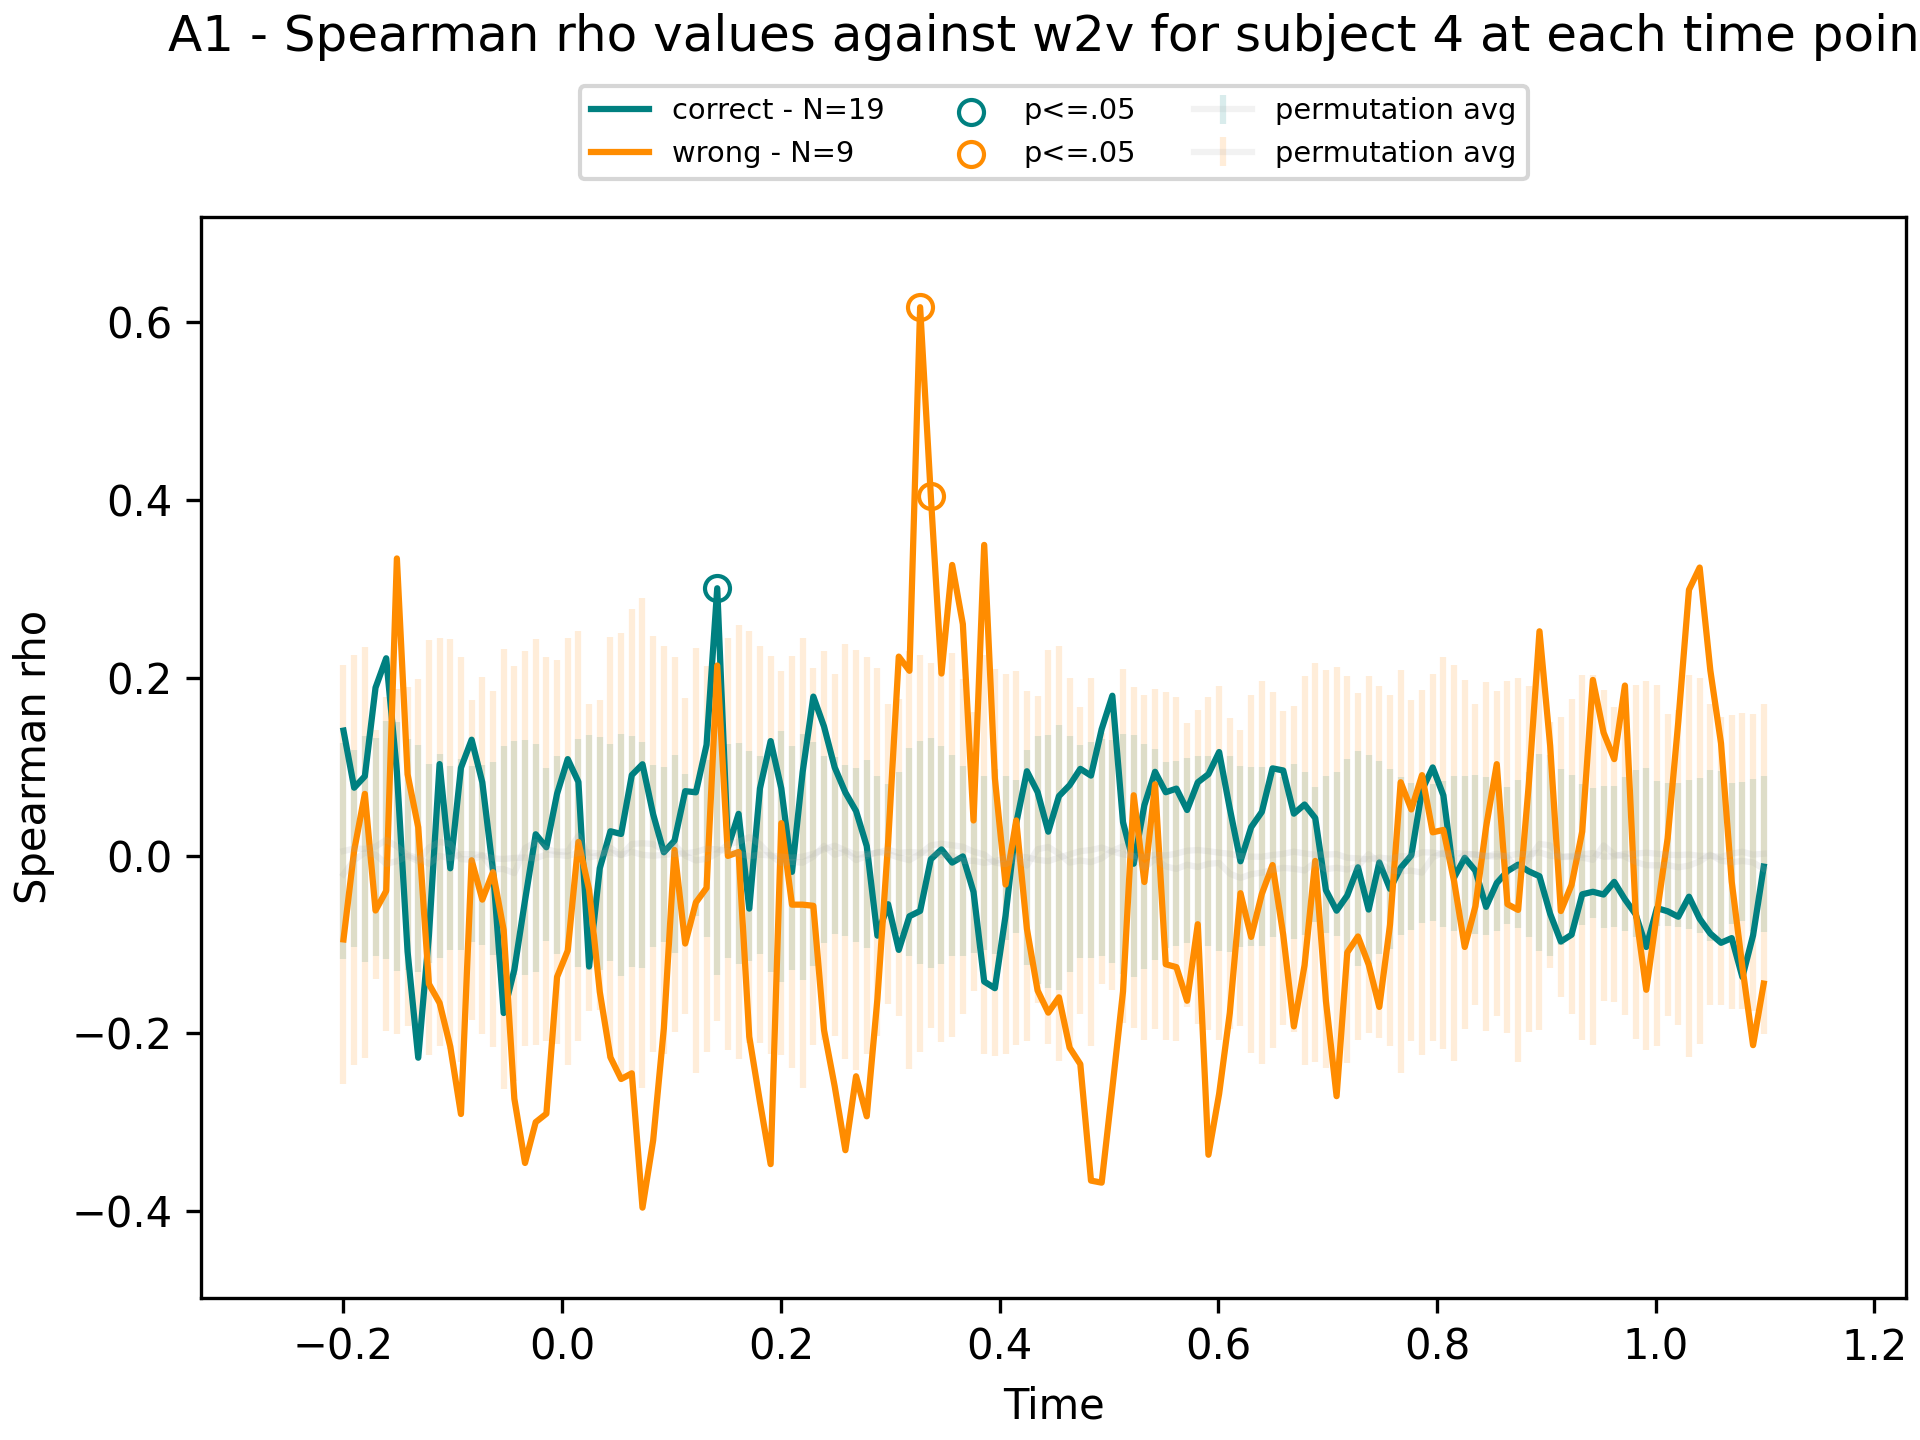 A1 - Spearman rho values against w2v for subject 4 at each time poin
correct - N=19 p<=.05 permutation avg
wrong - N=9 p<=.05 permutation avg
0.6
0.4
0.2
0.0
−0.2
−0.4
Spearman rho
−0.2 0.0 0.2 0.4 0.6 0.8 1.0 1.2
Time